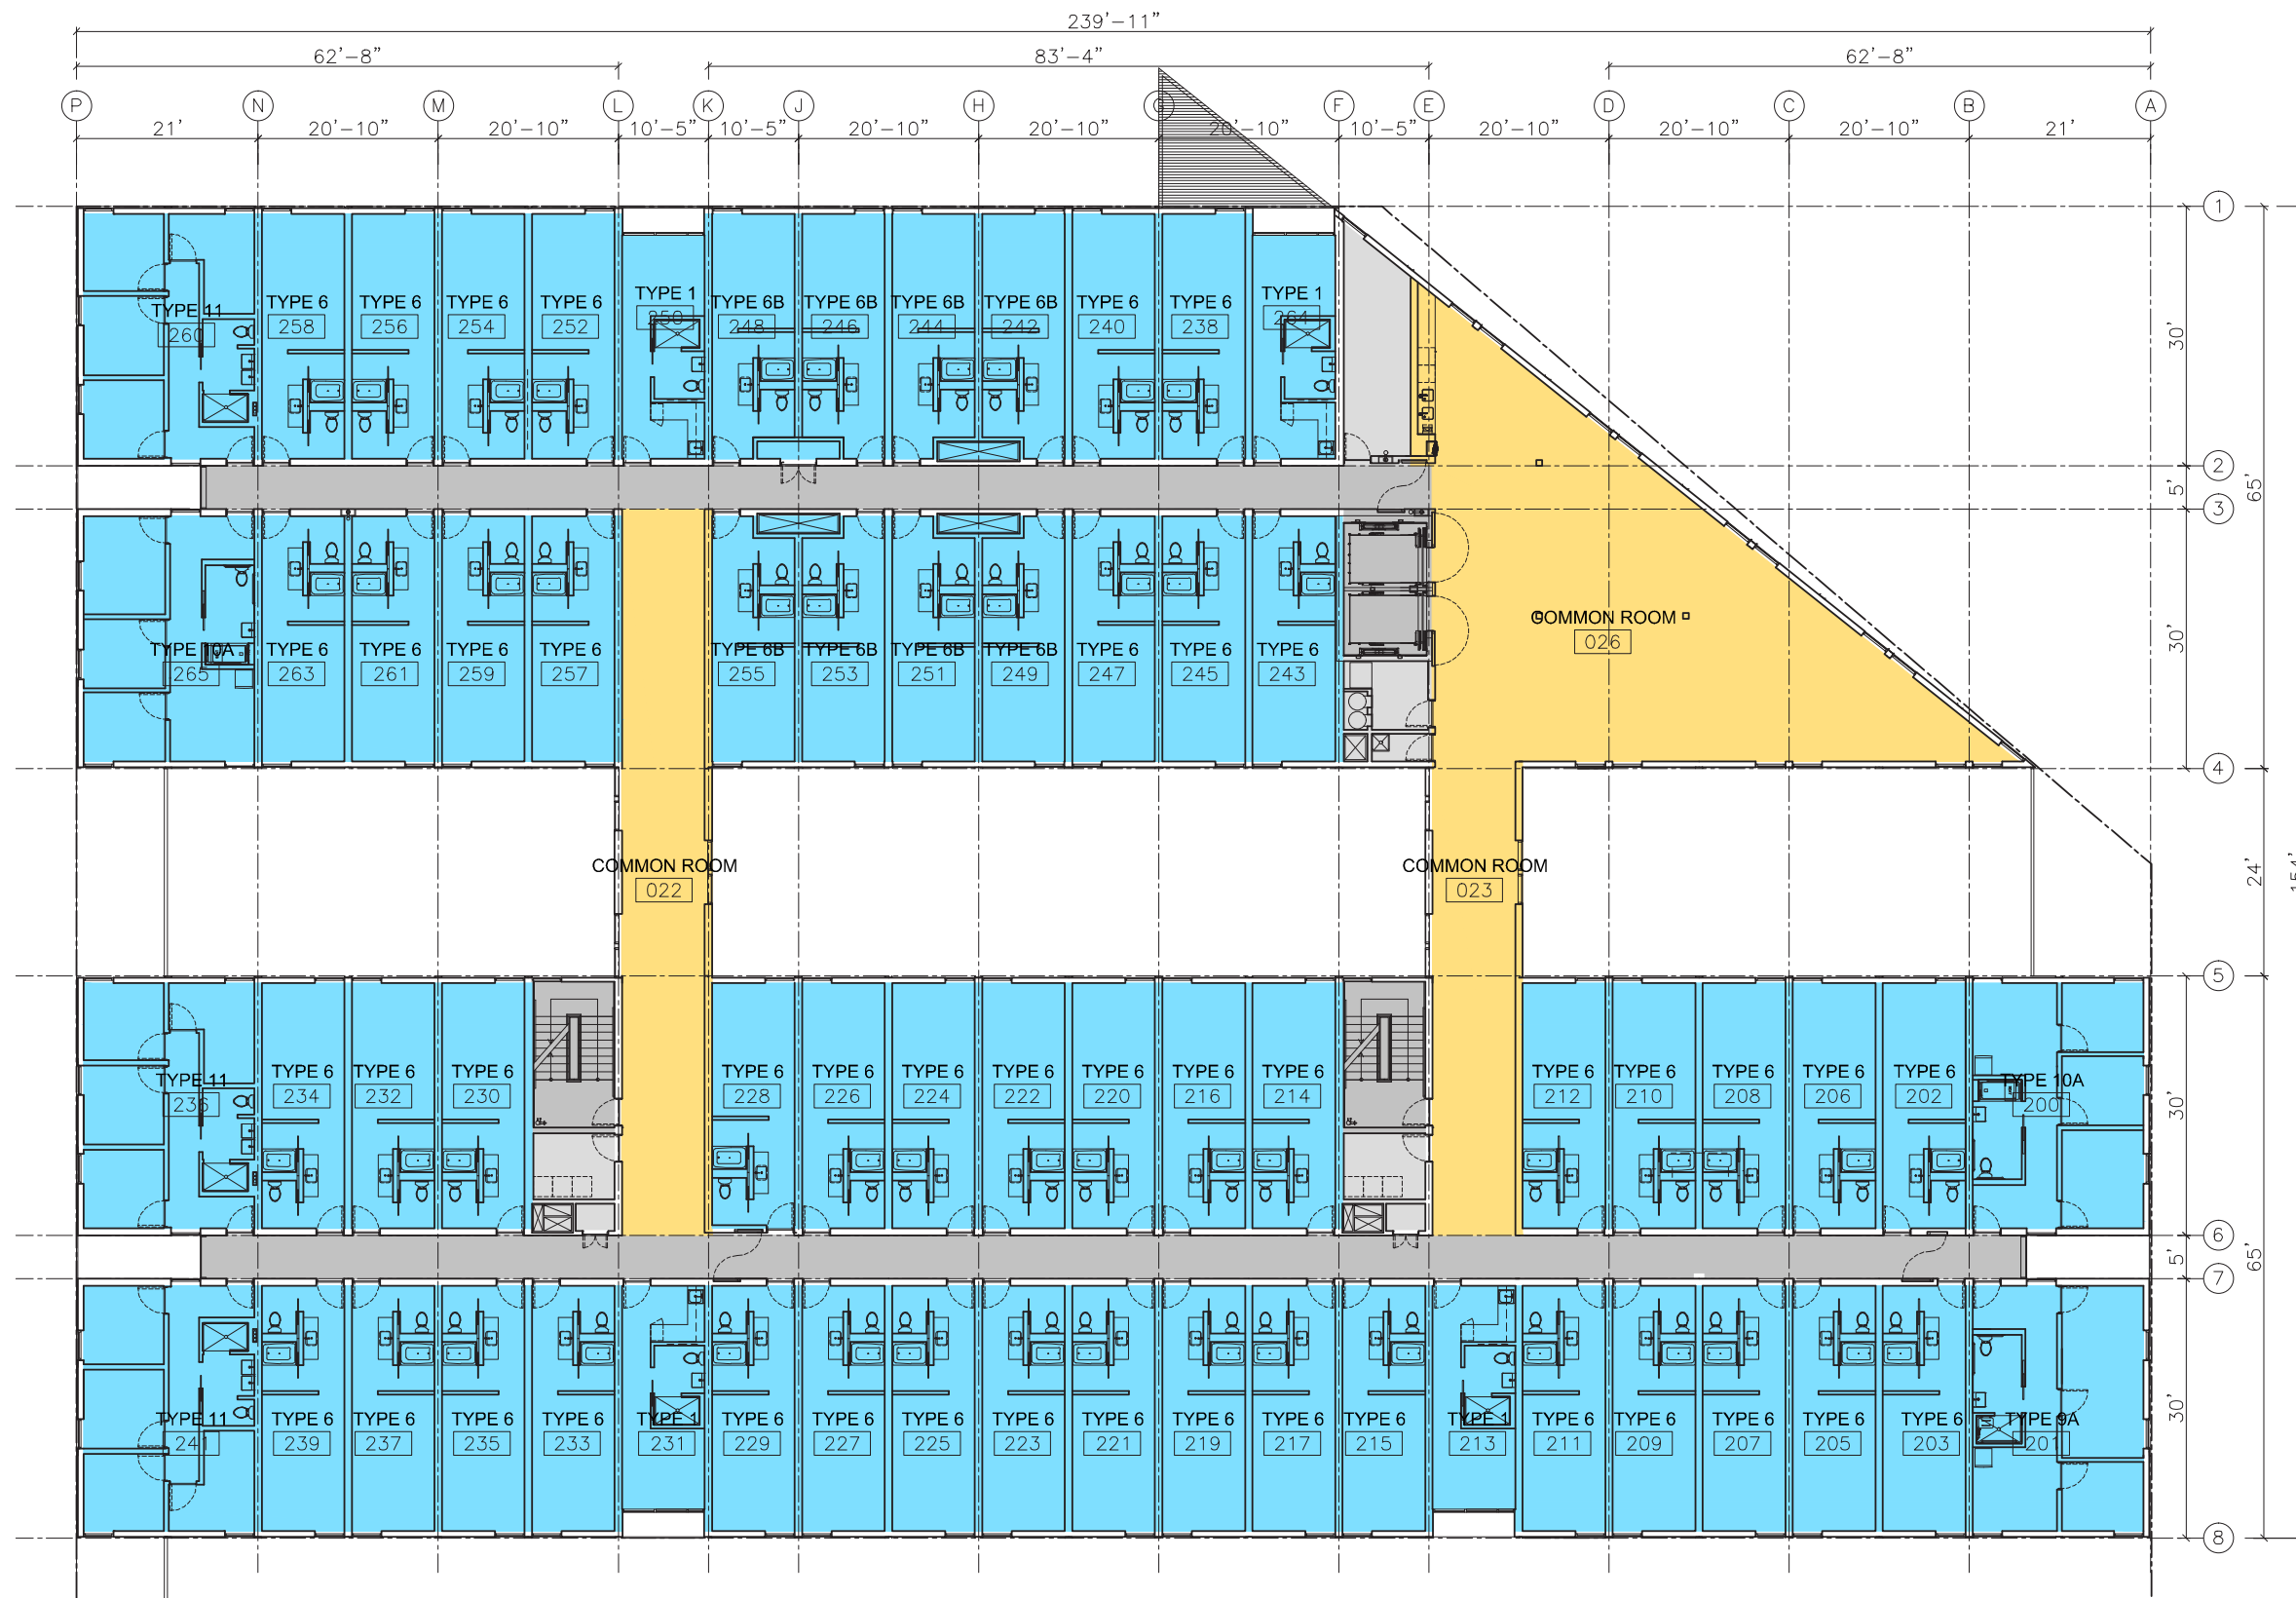 239'-11"
62'-8" 83'-4" 62'-8"
P N M L K J H G F E D C B A
21' 20'-10" 20'-10" 10'-5" 10'-5" 20'-10" 20'-10" 20'-10" 10'-5" 20'-10" 20'-10" 20'-10" 21'
1
TYPE 11 TYPE 6 TYPE 6 TYPE 6 TYPE 6 TYPE 1 TYPE 6B TYPE 6B TYPE 6B TYPE 6B TYPE 6 TYPE 6 TYPE 1
260 258 256 254 252 250 248 246 244 242 240 238 264
30'
2
5' 65'
3
COMMON ROOM
026
30'
TYPE 10A TYPE 6 TYPE 6 TYPE 6 TYPE 6 TYPE 6B TYPE 6B TYPE 6B TYPE 6B TYPE 6 TYPE 6 TYPE 6
265 263 261 259 257 255 253 251 249 247 245 243
4
COMMON ROOM COMMON ROOM
022 023
24' 154'
5
TYPE 11 TYPE 6 TYPE 6 TYPE 6 TYPE 6 TYPE 6 TYPE 6 TYPE 6 TYPE 6 TYPE 6 TYPE 6 TYPE 6 TYPE 6 TYPE 6 TYPE 6 TYPE 6 TYPE 10A
236 234 232 230 228 226 224 222 220 216 214 212 210 208 206 202 200
30'
6
5' 65'
7
TYPE 11 TYPE 6 TYPE 6 TYPE 6 TYPE 6 TYPE 1 TYPE 6 TYPE 6 TYPE 6 TYPE 6 TYPE 6 TYPE 6 TYPE 6 TYPE 6 TYPE 1 TYPE 6 TYPE 6 TYPE 6 TYPE 6 TYPE 6 TYPE 9A
241 239 237 235 233 231 229 227 225 223 221 219 217 215 213 211 209 207 205 203 201
30'
8